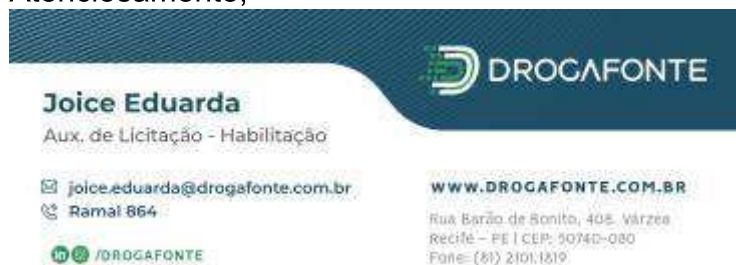 Atenciosamente,
DROGAFONTE
Joice Eduarda
Aux. de Licitação - Habilitação
joice.eduarda@drogafonte.com.br
Ramal 864
/DROGAFONTE
WWW.DROGAFONTE.COM.BR
Rua Barão de Bonito, 408. Várzea
Recife – PE | CEP: 50740-080
Fone: (81) 2101.1819